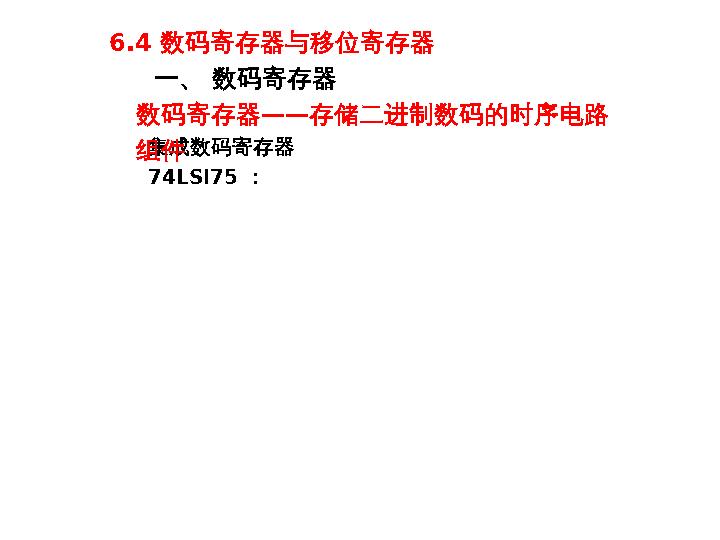 6.4 数码寄存器与移位寄存器
一、 数码寄存器
数码寄存器——存储二进制数码的时序电路
组件
集成数码寄存器
74LSl75 ：